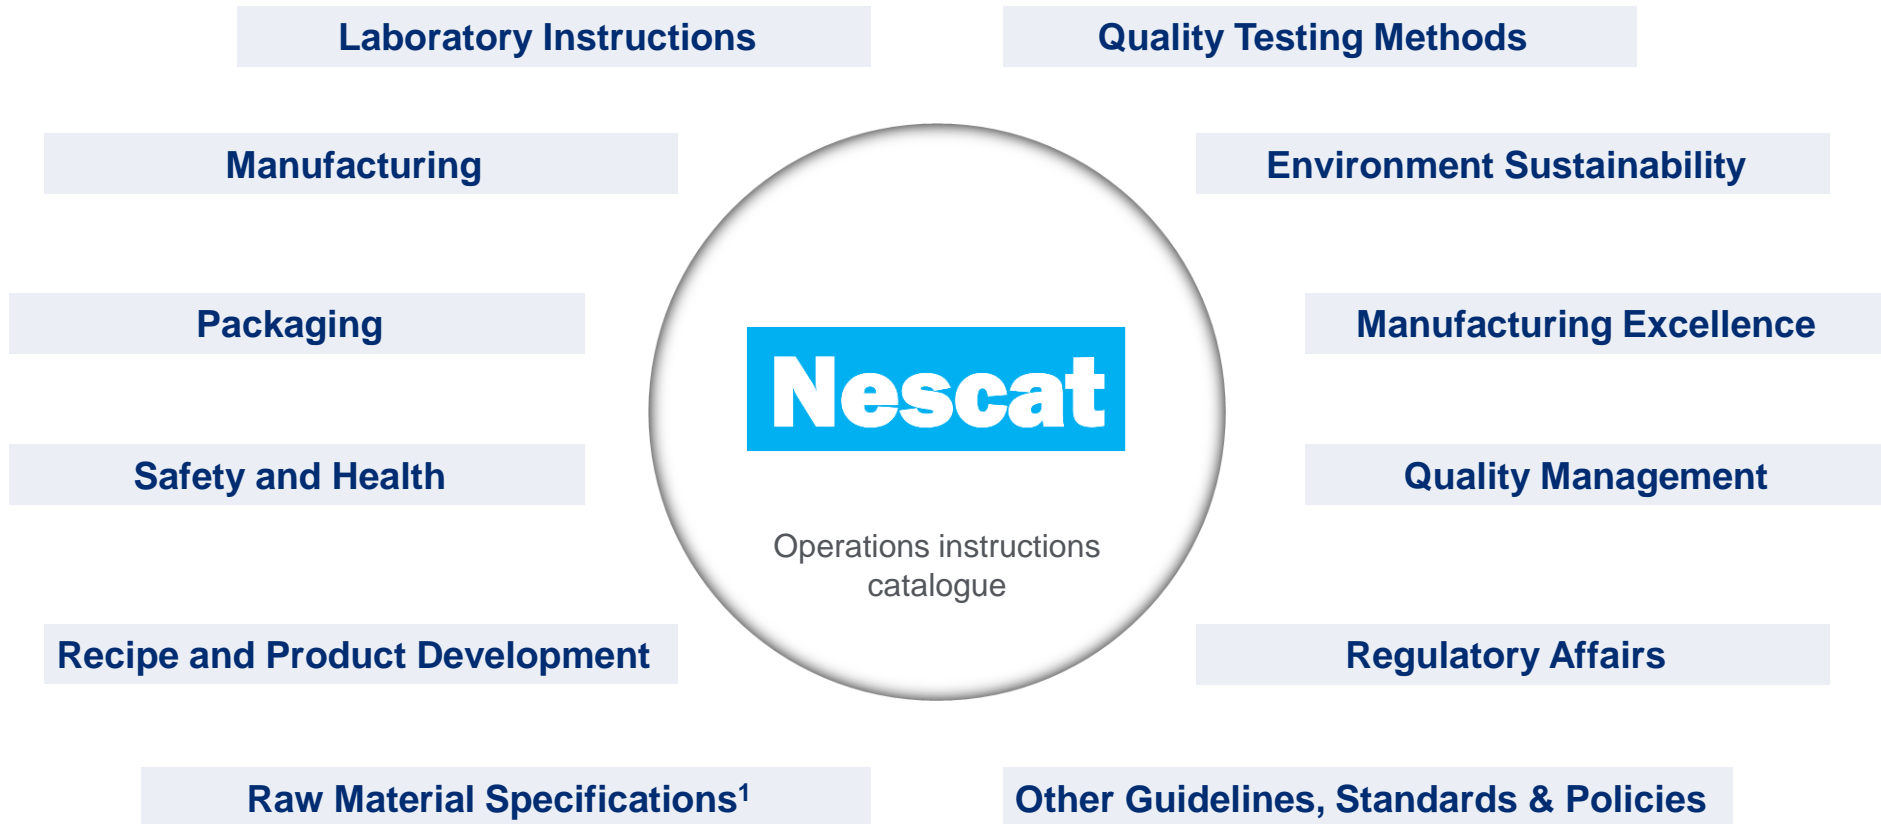 Laboratory Instructions
Quality Testing Methods
Manufacturing
Environment Sustainability
Packaging
Manufacturing Excellence
Nescat
Safety and Health
Quality Management
Operations instructions
catalogue
Recipe and Product Development
Regulatory Affairs
Raw Material Specifications¹
Other Guidelines, Standards & Policies